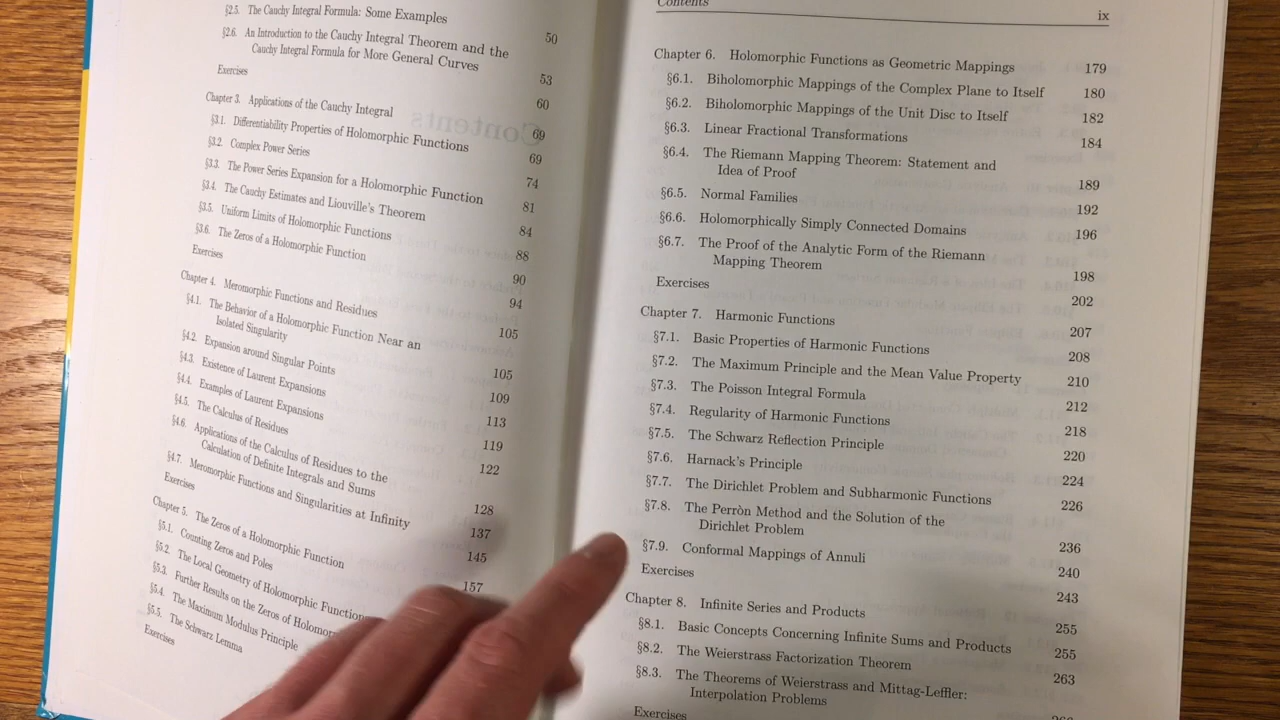 §2.5. The Cauchy Integral Formula: Some Examples 50
§2.6. An Introduction to the Cauchy Integral Theorem and the
Cauchy Integral Formula for More General Curves 53
Exercises 60
Chapter 3. Applications of the Cauchy Integral 69
§3.1. Differentiability Properties of Holomorphic Functions 69
§3.2. Complex Power Series 74
§3.3. The Power Series Expansion for a Holomorphic Function 81
§3.4. The Cauchy Estimates and Liouville's Theorem 84
§3.5. Uniform Limits of Holomorphic Functions 88
§3.6. The Zeros of a Holomorphic Function 90
Exercises 94
Chapter 4. Meromorphic Functions and Residues 105
§4.1. The Behavior of a Holomorphic Function Near an
Isolated Singularity 105
§4.2. Expansion around Singular Points 109
§4.3. Existence of Laurent Expansions 113
§4.4. Examples of Laurent Expansions 119
§4.5. The Calculus of Residues 122
§4.6. Applications of the Calculus of Residues to the
Calculation of Definite Integrals and Sums 128
§4.7. Meromorphic Functions and Singularities at Infinity 137
Exercises 145
Chapter 5. The Zeros of a Holomorphic Function 157
§5.1. Counting Zeros and Poles
§5.2. The Local Geometry of Holomorphic Functions
§5.3. Further Results on the Zeros of Holomor
§5.4. The Maximum Modulus Principle
§5.5. The Schwarz Lemma
Exercises
Contents ix
Chapter 6. Holomorphic Functions as Geometric Mappings 179
§6.1. Biholomorphic Mappings of the Complex Plane to Itself 180
§6.2. Biholomorphic Mappings of the Unit Disc to Itself 182
§6.3. Linear Fractional Transformations 184
§6.4. The Riemann Mapping Theorem: Statement and
Idea of Proof 189
§6.5. Normal Families 192
§6.6. Holomorphically Simply Connected Domains 196
§6.7. The Proof of the Analytic Form of the Riemann
Mapping Theorem 198
Exercises 202
Chapter 7. Harmonic Functions 207
§7.1. Basic Properties of Harmonic Functions 208
§7.2. The Maximum Principle and the Mean Value Property 210
§7.3. The Poisson Integral Formula 212
§7.4. Regularity of Harmonic Functions 218
§7.5. The Schwarz Reflection Principle 220
§7.6. Harnack's Principle 224
§7.7. The Dirichlet Problem and Subharmonic Functions 226
§7.8. The Perròn Method and the Solution of the
Dirichlet Problem 236
§7.9. Conformal Mappings of Annuli 240
Exercises 243
Chapter 8. Infinite Series and Products 255
§8.1. Basic Concepts Concerning Infinite Sums and Products 255
§8.2. The Weierstrass Factorization Theorem 263
§8.3. The Theorems of Weierstrass and Mittag-Leffler:
Interpolation Problems
Exercises